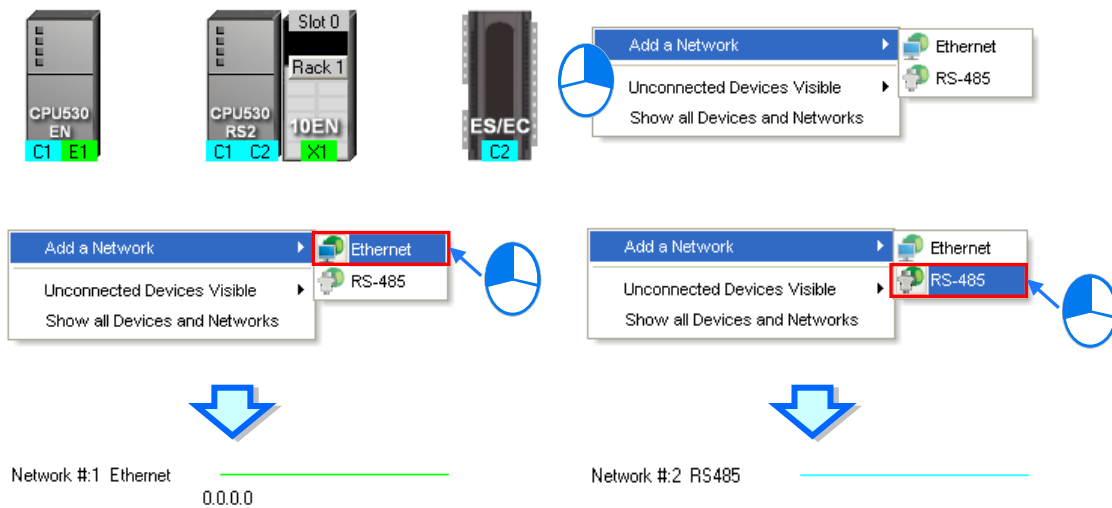 CPU530
EN
C1 E1
CPU530
RS2
C1 C2
Slot 0
Rack 1
10EN
X1
ES/EC
C2
Add a Network
Ethernet
RS-485
Unconnected Devices Visible
Show all Devices and Networks
Add a Network
Ethernet
RS-485
Unconnected Devices Visible
Show all Devices and Networks
Add a Network
Ethernet
RS-485
Unconnected Devices Visible
Show all Devices and Networks
Network #:1 Ethernet
0.0.0.0
Network #:2 RS485